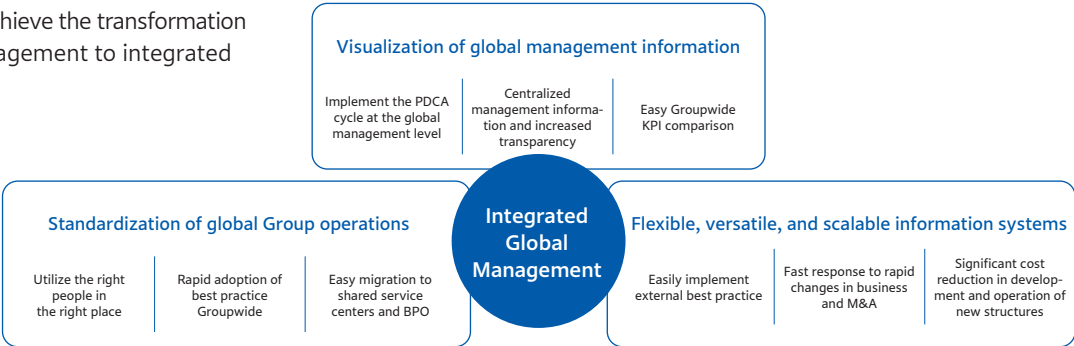 hieve the transformation
agement to integrated
Visualization of global management information
Implement the PDCA
cycle at the global
management level
Centralized
management informa-
tion and increased
transparency
Easy Groupwide
KPI comparison
Standardization of global Group operations
Utilize the right
people in
the right place
Rapid adoption of
best practice
Groupwide
Easy migration to
shared service
centers and BPO
Integrated
Global
Management
Flexible, versatile, and scalable information systems
Easily implement
external best practice
Fast response to rapid
changes in business
and M&A
Significant cost
reduction in develop-
ment and operation of
new structures